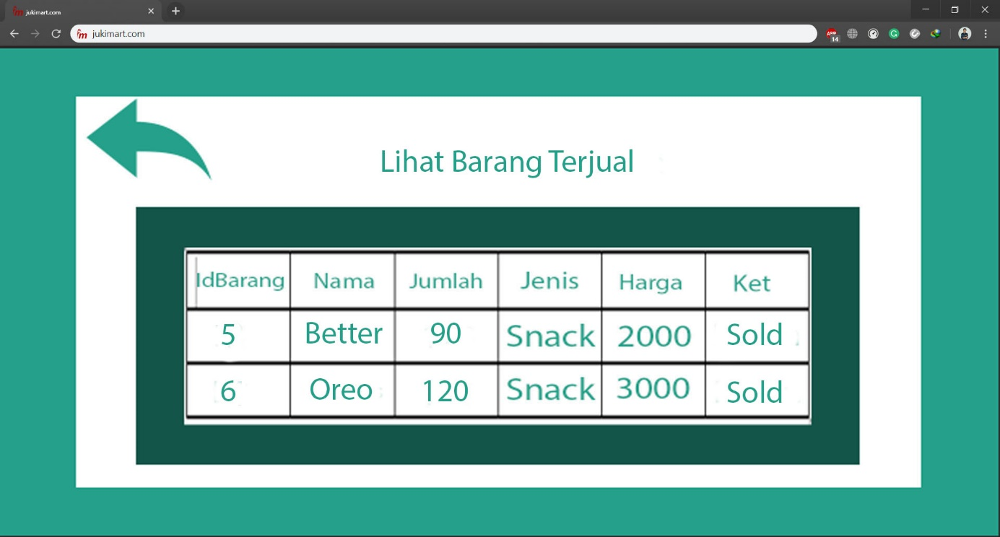 jukimart.com
jukimart.com
ABP
14
Lihat Barang Terjual
IdBarang Nama Jumlah Jenis Harga Ket
5 Better 90 Snack 2000 Sold
6 Oreo 120 Snack 3000 Sold